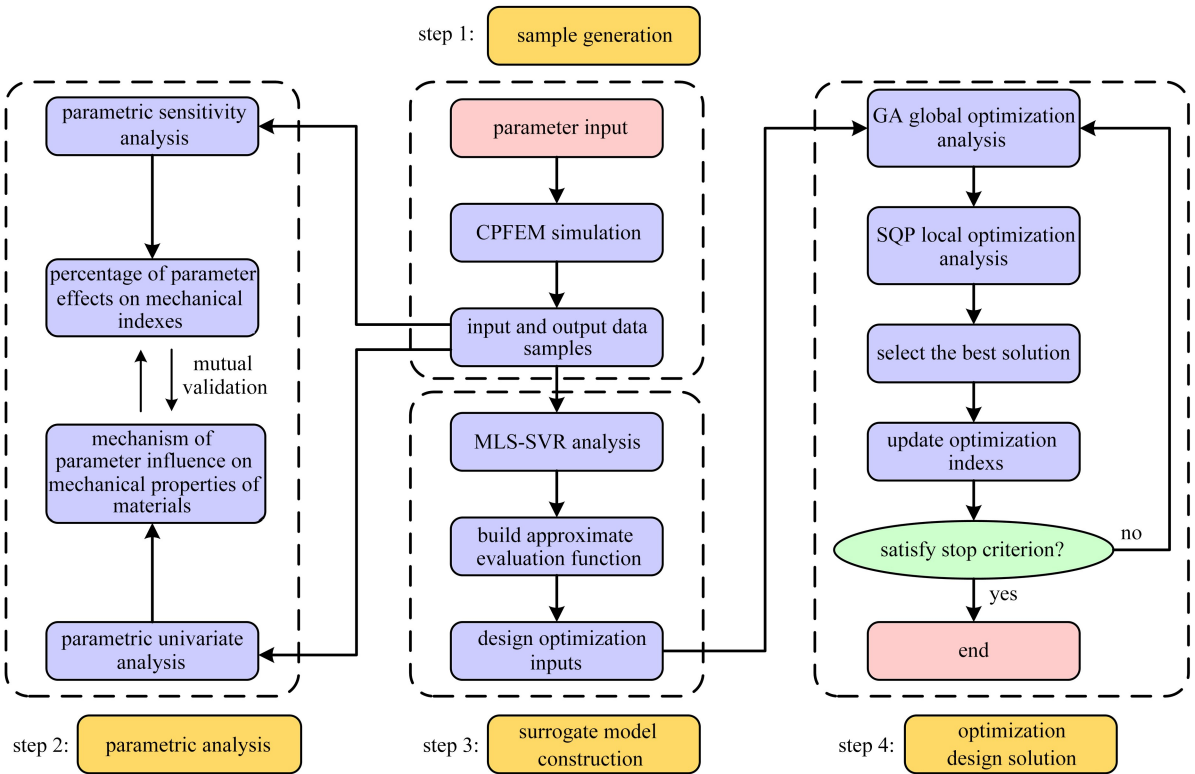 step 1:
sample generation
parametric sensitivity
analysis
percentage of parameter
effects on mechanical
indexes
mutual
validation
mechanism of
parameter influence on
mechanical properties of
materials
parametric univariate
analysis
step 2:
parametric analysis
parameter input
CPFEM simulation
input and output data
samples
MLS-SVR analysis
build approximate
evaluation function
design optimization
inputs
step 3:
surrogate model
construction
GA global optimization
analysis
SQP local optimization
analysis
select the best solution
update optimization
indexs
satisfy stop criterion?
no
yes
end
step 4:
optimization
design solution